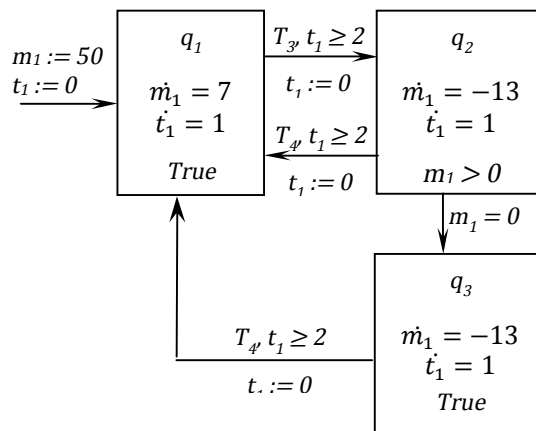 m₁ := 50
t₁ := 0
q₁
ṁ₁ = 7
ṫ₁ = 1
True
T₃, t₁ ≥ 2
t₁ := 0
T₄, t₁ ≥ 2
t₁ := 0
q₂
ṁ₁ = −13
ṫ₁ = 1
m₁ > 0
m₁ = 0
q₃
ṁ₁ = −13
ṫ₁ = 1
True
T₄, t₁ ≥ 2
t₁ := 0